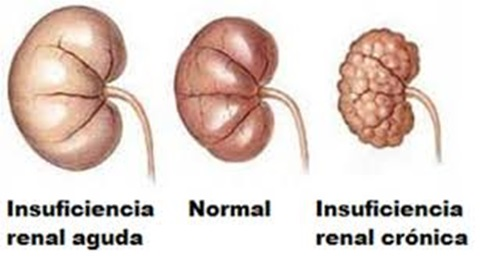 Insuficiencia
renal aguda
Normal
Insuficiencia
renal crónica